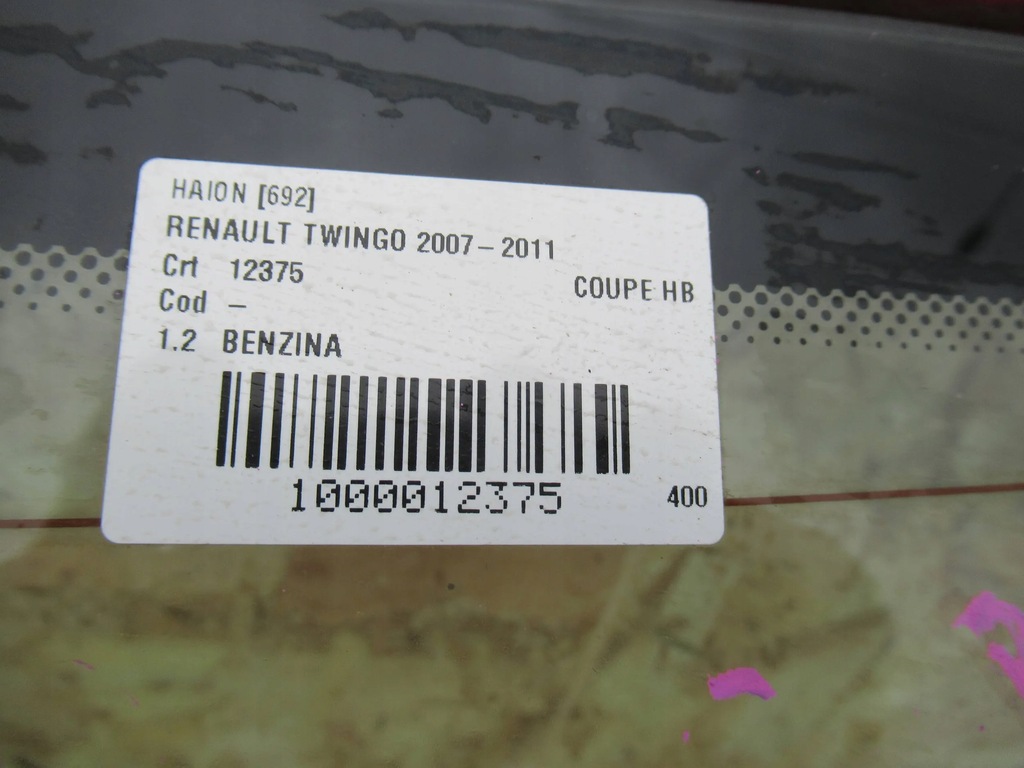 HAION [692]
RENAULT TWINGO 2007-2011
Crt 12375
COUPE HB
Cod -
1.2 BENZINA
1000012375
400